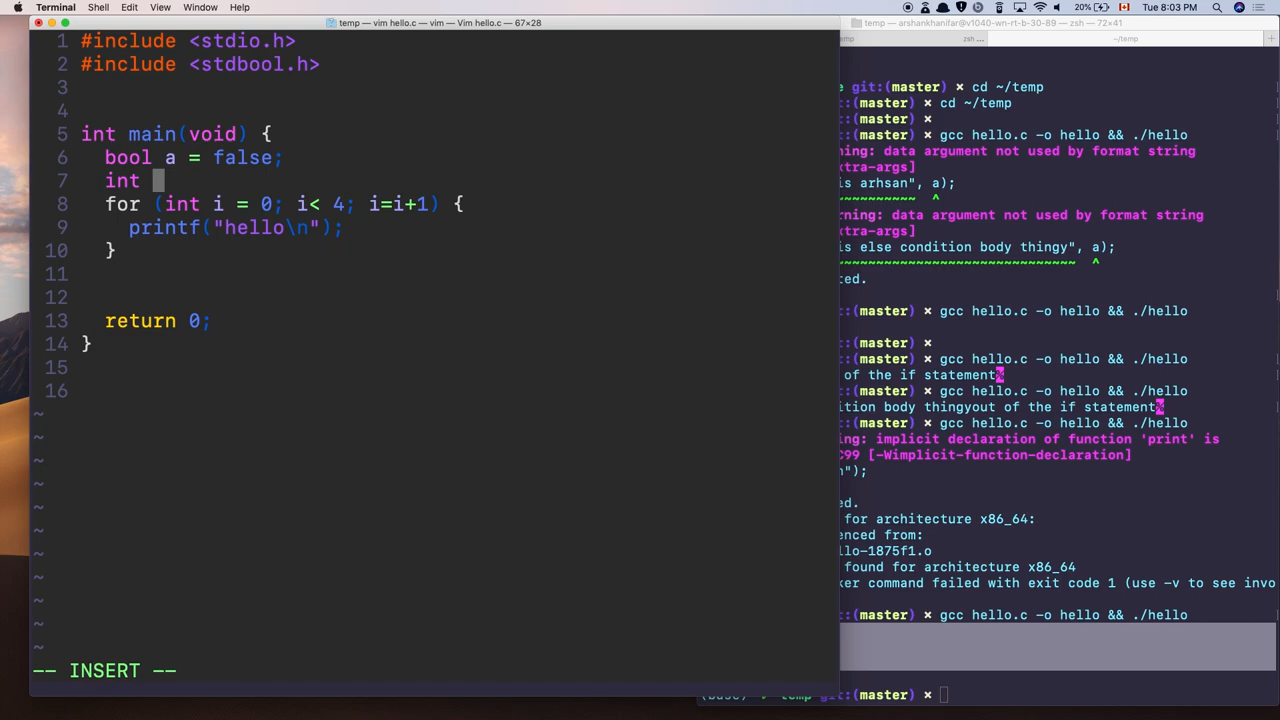 Terminal Shell Edit View Window Help 20% Tue 8:03 PM
temp — vim hello.c — vim — Vim hello.c — 67×28
1 #include <stdio.h>
2 #include <stdbool.h>
3
4
5 int main(void) {
6 bool a = false;
7 int
8 for (int i = 0; i< 4; i=i+1) {
9 printf("hello\n");
10 }
11
12
13 return 0;
14 }
15
16
~
~
~
~
~
~
~
~
~
~
~
-- INSERT --
temp — arshankhanifar@v1040-wn-rt-b-30-89 — zsh — 72×41
emp zsh ... ~/temp
e git:(master) × cd ~/temp
t:(master) × cd ~/temp
t:(master) ×
t:(master) × gcc hello.c -o hello && ./hello
ning: data argument not used by format string
xtra-args]
is arhsan", a);
~~~~~~~~~~ ^
rning: data argument not used by format string
xtra-args]
is else condition body thingy", a);
~~~~~~~~~~~~~~~~~~~~~~~~~~~~~ ^
ted.
t:(master) × gcc hello.c -o hello && ./hello
t:(master) ×
t:(master) × gcc hello.c -o hello && ./hello
of the if statement%
t:(master) × gcc hello.c -o hello && ./hello
ition body thingyout of the if statement%
t:(master) × gcc hello.c -o hello && ./hello
ing: implicit declaration of function 'print' is
C99 [-Wimplicit-function-declaration]
n");
ed.
for architecture x86_64:
enced from:
llo-1875f1.o
found for architecture x86_64
ker command failed with exit code 1 (use -v to see invo
t:(master) × gcc hello.c -o hello && ./hello
temp git:(master) ×